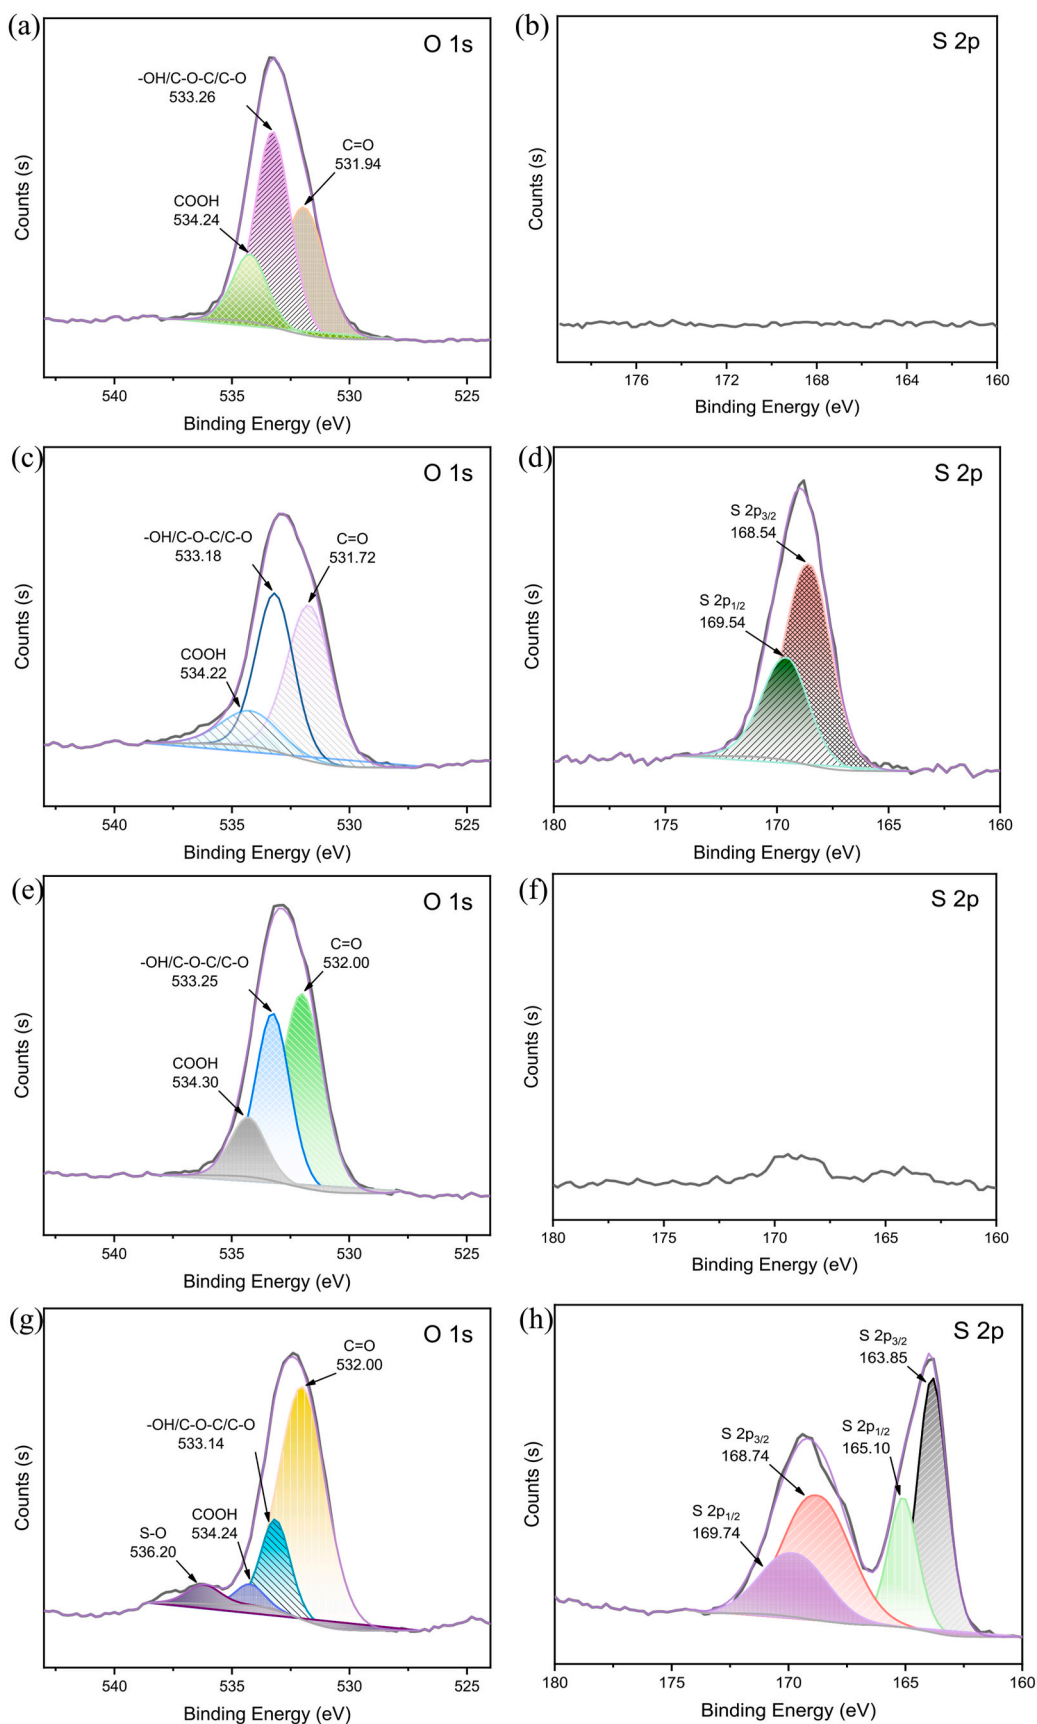 (a)
O 1s
-OH/C-O-C/C-O
533.26
C=O
531.94
COOH
534.24
Counts (s)
540
535
530
525
Binding Energy (eV)
(b)
S 2p
Counts (s)
176
172
168
164
160
Binding Energy (eV)
(c)
O 1s
-OH/C-O-C/C-O
533.18
C=O
531.72
COOH
534.22
Counts (s)
540
535
530
525
Binding Energy (eV)
(d)
S 2p
S 2p3/2
168.54
S 2p1/2
169.54
Counts (s)
180
175
170
165
160
Binding Energy (eV)
(e)
O 1s
C=O
532.00
-OH/C-O-C/C-O
533.25
COOH
534.30
Counts (s)
540
535
530
525
Binding Energy (eV)
(f)
S 2p
Counts (s)
180
175
170
165
160
Binding Energy (eV)
(g)
O 1s
C=O
532.00
-OH/C-O-C/C-O
533.14
COOH
534.24
S-O
536.20
Counts (s)
540
535
530
525
Binding Energy (eV)
(h)
S 2p
S 2p3/2
163.85
S 2p1/2
165.10
S 2p3/2
168.74
S 2p1/2
169.74
Counts (s)
180
175
170
165
160
Binding Energy (eV)